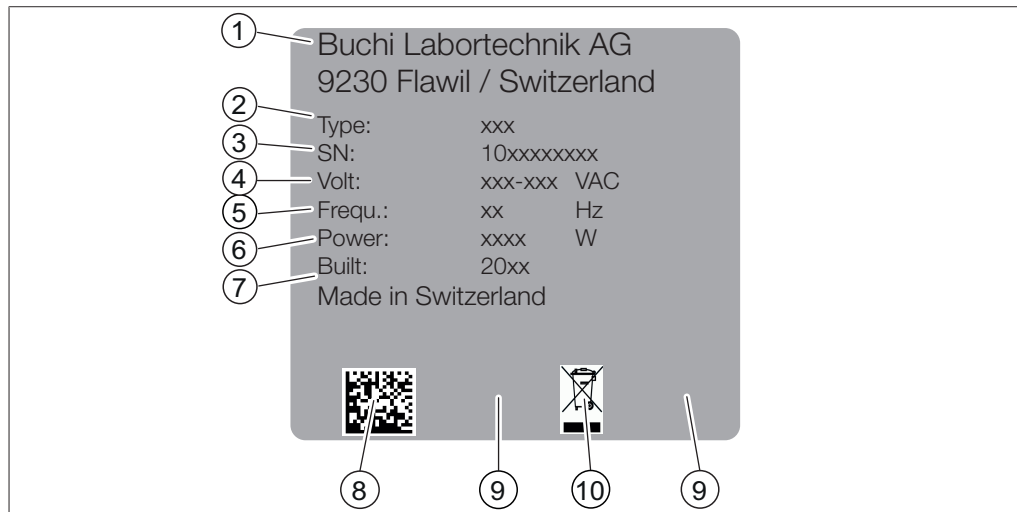 1
Buchi Labortechnik AG
9230 Flawil / Switzerland
2
Type: xxx
3
SN: 10xxxxxxxx
4
Volt: xxx-xxx VAC
5
Frequ.: xx Hz
6
Power: xxxx W
7
Built: 20xx
Made in Switzerland
8 9 10 9